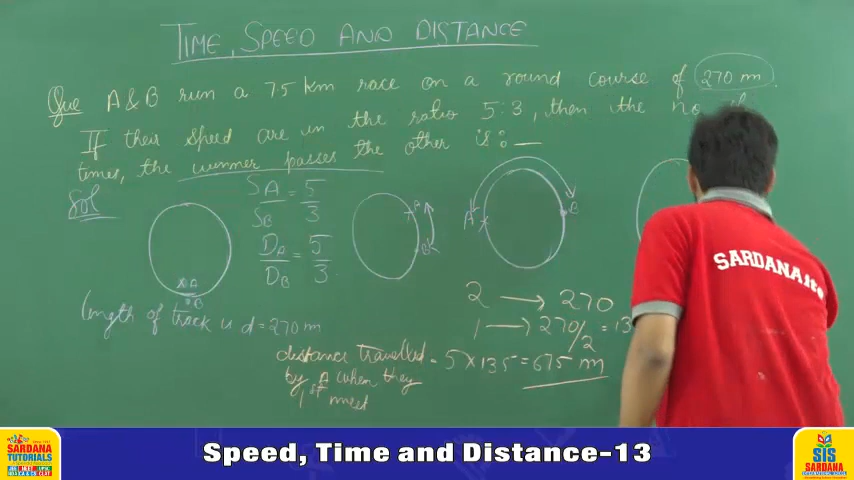 TIME, SPEED AND DISTANCE
Que A & B run a 75 km race on a round course of 270 m.
If their speed are in the ratio 5:3, then the no
times, the winner passes the other is:
Sol
SA/SB = 5/3
DA/DB = 5/3
A
B
B
A
B
length of track is d = 270 m
2 → 270
1 → 270/2 = 13
distance travelled by A when they 1st meet = 5 × 135 = 675 m
SARDANA
SARDANA TUTORIALS
Speed, Time and Distance-13
SIS
SARDANA